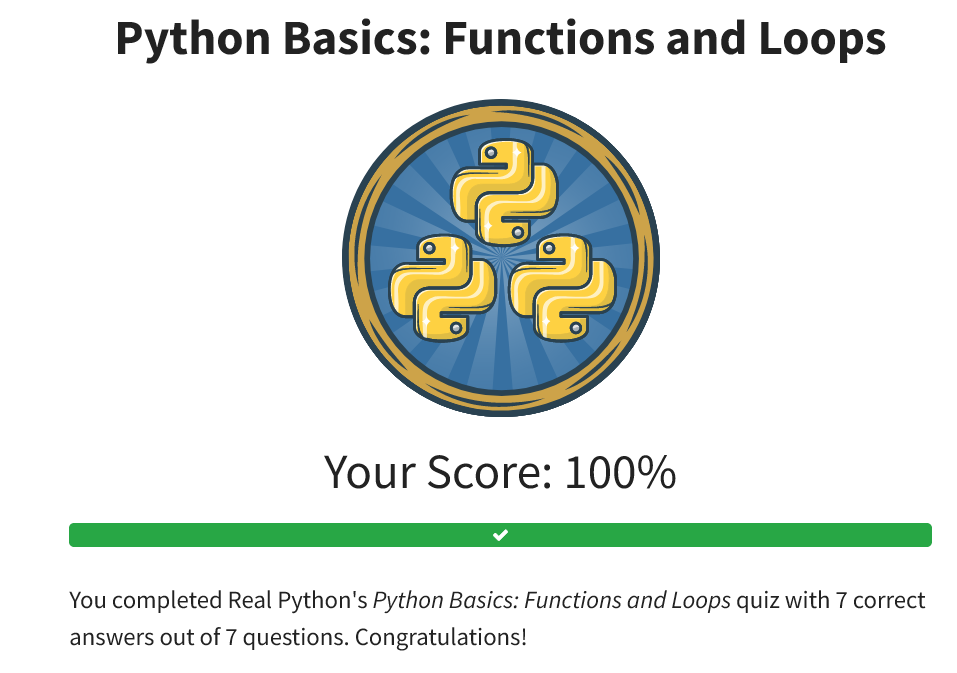 Python Basics: Functions and Loops
Your Score: 100%
You completed Real Python's Python Basics: Functions and Loops quiz with 7 correct
answers out of 7 questions. Congratulations!